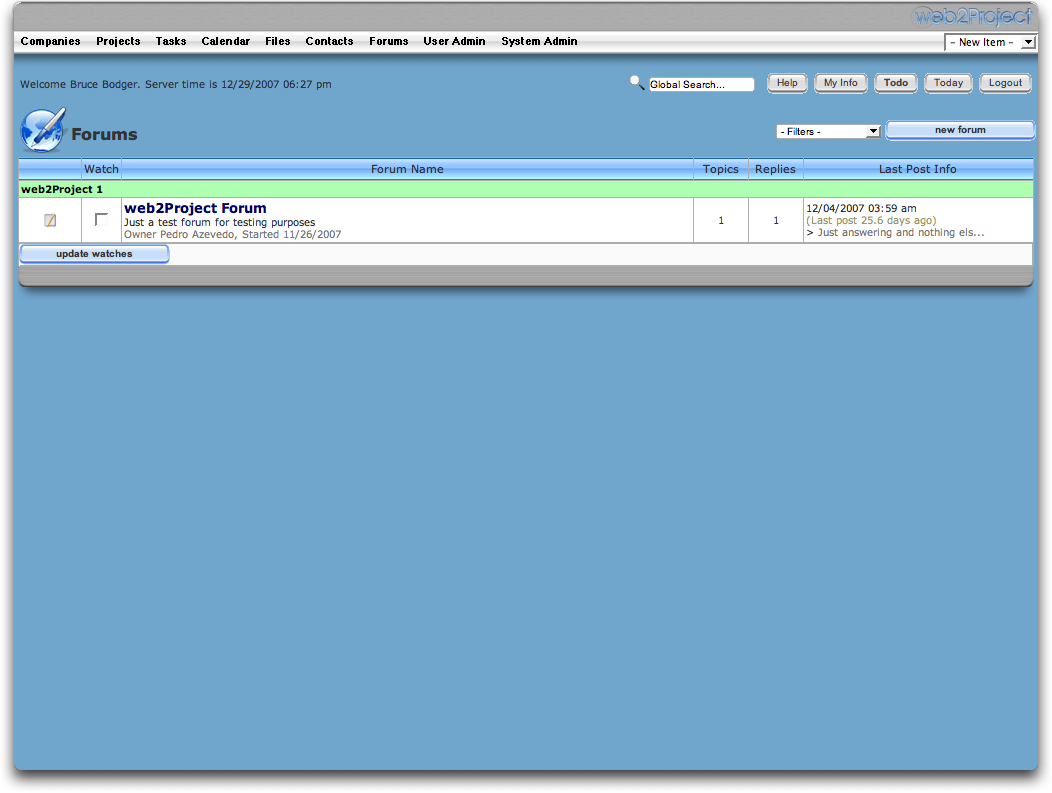 web2Project
Companies Projects Tasks Calendar Files Contacts Forums User Admin System Admin - New Item -
Welcome Bruce Bodger. Server time is 12/29/2007 06:27 pm Global Search... Help My Info Todo Today Logout
Forums - Filters - new forum
Watch Forum Name Topics Replies Last Post Info
web2Project 1
web2Project Forum
Just a test forum for testing purposes
Owner Pedro Azevedo, Started 11/26/2007
1 1
12/04/2007 03:59 am
(Last post 25.6 days ago)
> Just answering and nothing els...
update watches